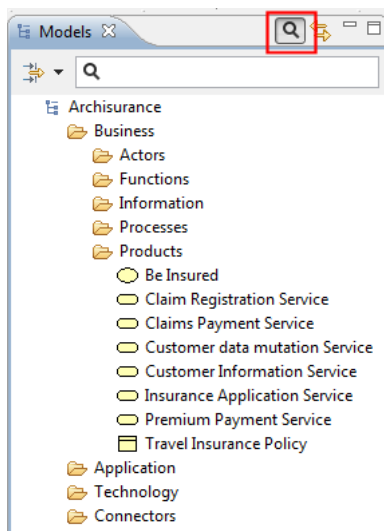 Models
Archisurance
Business
Actors
Functions
Information
Processes
Products
Be Insured
Claim Registration Service
Claims Payment Service
Customer data mutation Service
Customer Information Service
Insurance Application Service
Premium Payment Service
Travel Insurance Policy
Application
Technology
Connectors